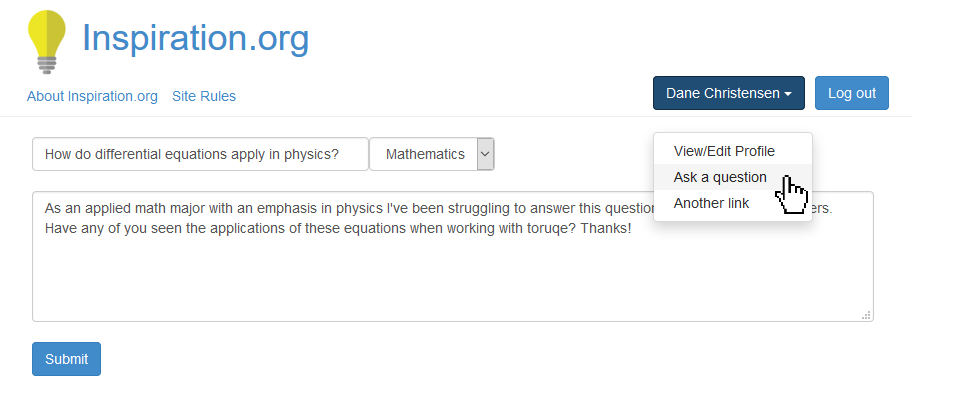 Inspiration.org
About Inspiration.org Site Rules Dane Christensen Log out
How do differential equations apply in physics? Mathematics
View/Edit Profile
Ask a question
Another link
As an applied math major with an emphasis in physics I've been struggling to answer this question
Have any of you seen the applications of these equations when working with toruqe? Thanks!
Submit